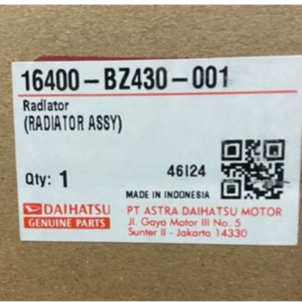 16400-BZ430-001
Radiator
(RADIATOR ASSY)
46I24
Qty: 1
MADE IN INDONESIA
DAIHATSU
GENUINE PARTS
PT ASTRA DAIHATSU MOTOR
Jl. Gaya Motor III No. 5
Sunter II - Jakarta 14330